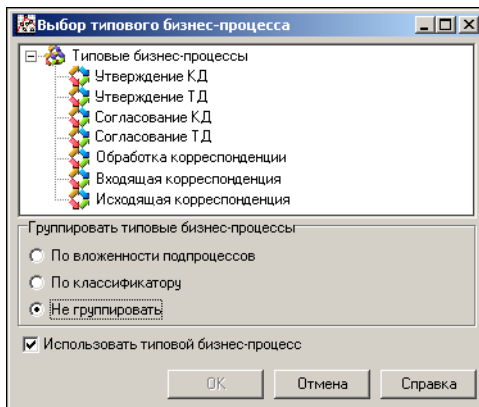 Выбор типового бизнес-процесса
Типовые бизнес-процессы
Утверждение КД
Утверждение ТД
Согласование КД
Согласование ТД
Обработка корреспонденции
Входящая корреспонденция
Исходящая корреспонденция
Группировать типовые бизнес-процессы
По вложенности подпроцессов
По классификатору
Не группировать
Использовать типовой бизнес-процесс
OK Отмена Справка